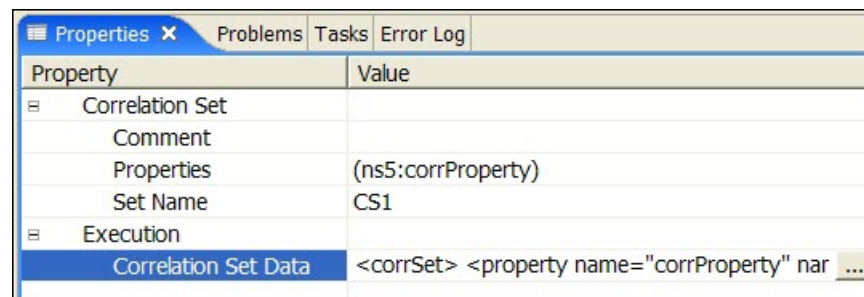 Properties Problems Tasks Error Log
Property Value
Correlation Set
Comment
Properties (ns5:corrProperty)
Set Name CS1
Execution
Correlation Set Data <corrSet> <property name="corrProperty" nar ...